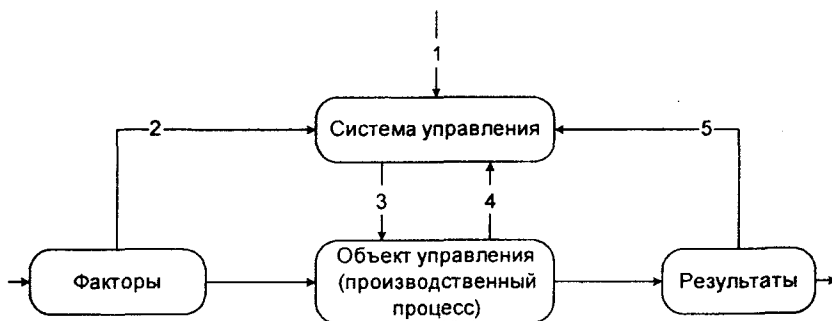 1
2
Система управления
5
3
4
Факторы
Объект управления
(производственный
процесс)
Результаты